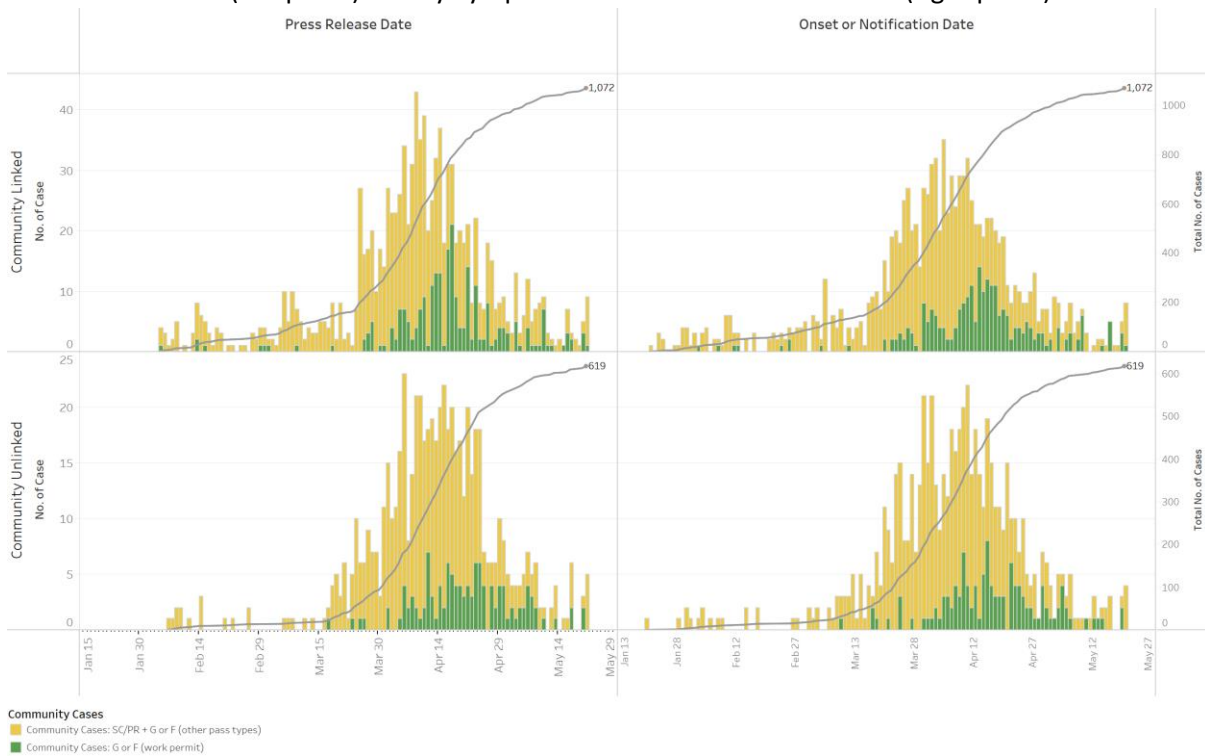 Press Release Date
Onset or Notification Date
Community Linked
No. of Case
40
30
20
10
0
1,072
1,072
1000
800
600
400
200
0
Total No. of Cases
Community Unlinked
No. of Case
25
20
15
10
5
0
619
619
600
500
400
300
200
100
0
Total No. of Cases
Jan 15
Jan 30
Feb 14
Feb 29
Mar 15
Mar 30
Apr 14
Apr 29
May 14
May 29
Jan 13
Jan 28
Feb 12
Feb 27
Mar 13
Mar 28
Apr 12
Apr 27
May 12
May 27
Community Cases
Community Cases: SC/PR + G or F (other pass types)
Community Cases: G or F (work permit)